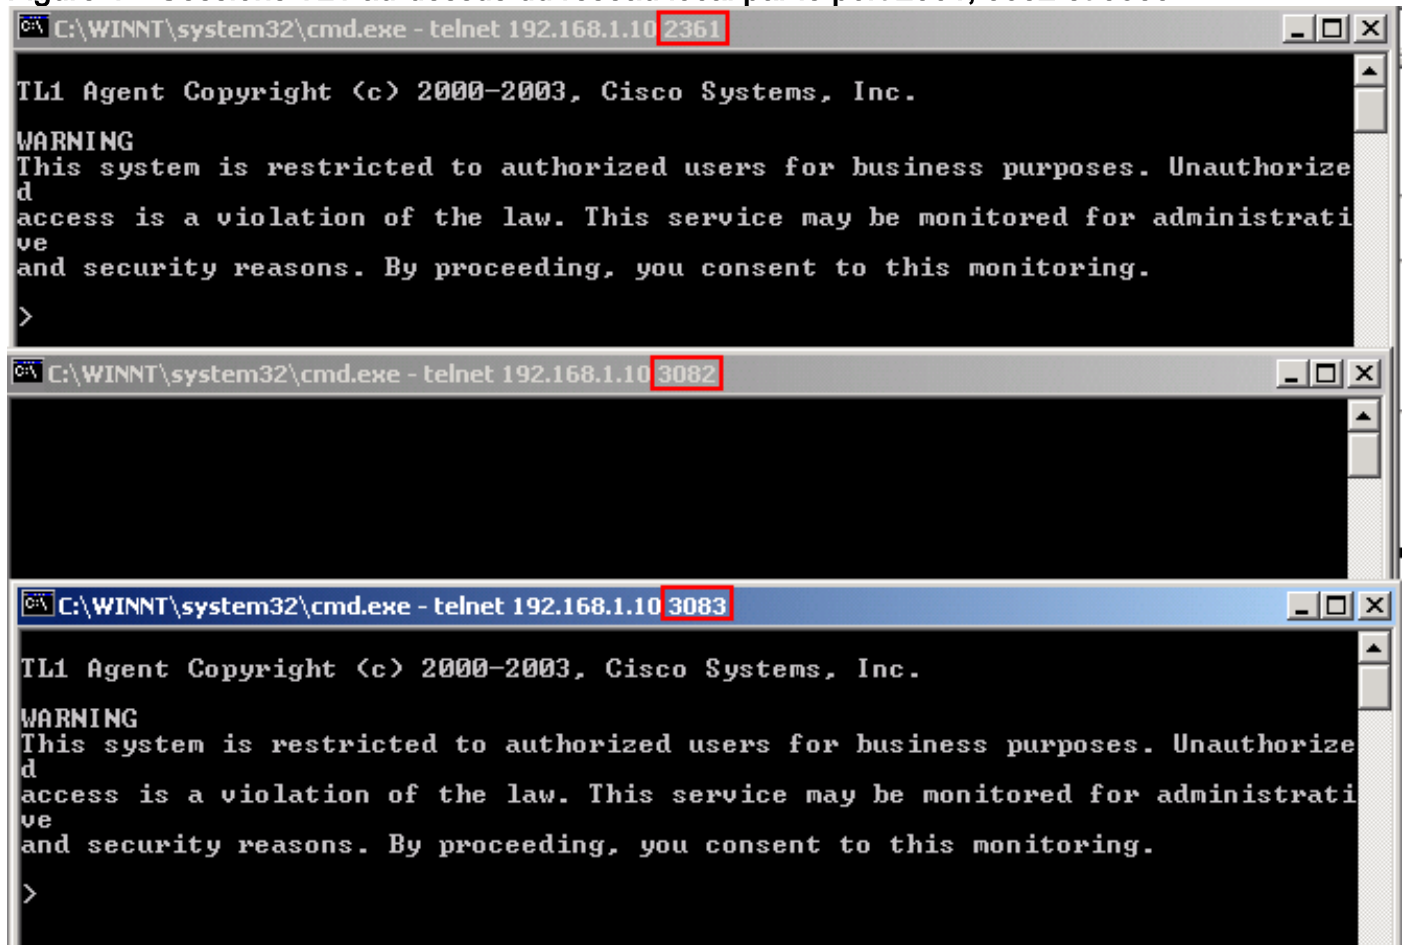 C:\WINNT\system32\cmd.exe - telnet 192.168.1.10 2361
TL1 Agent Copyright (c) 2000-2003, Cisco Systems, Inc.
WARNING
This system is restricted to authorized users for business purposes. Unauthorize
d
access is a violation of the law. This service may be monitored for administrati
ve
and security reasons. By proceeding, you consent to this monitoring.
>
C:\WINNT\system32\cmd.exe - telnet 192.168.1.10 3082
C:\WINNT\system32\cmd.exe - telnet 192.168.1.10 3083
TL1 Agent Copyright (c) 2000-2003, Cisco Systems, Inc.
WARNING
This system is restricted to authorized users for business purposes. Unauthorize
d
access is a violation of the law. This service may be monitored for administrati
ve
and security reasons. By proceeding, you consent to this monitoring.
>